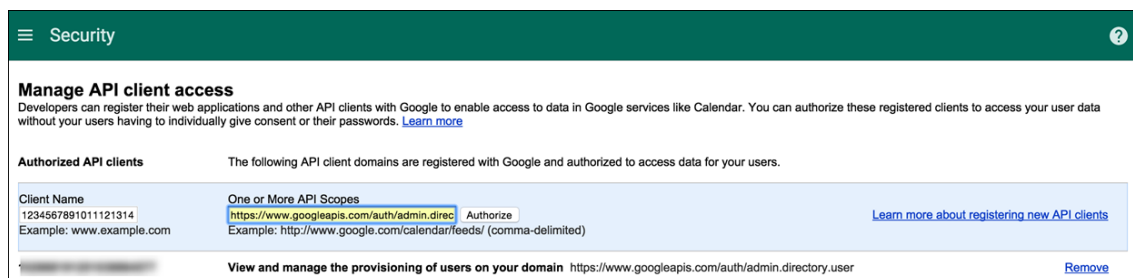 Security
Manage API client access
Developers can register their web applications and other API clients with Google to enable access to data in Google services like Calendar. You can authorize these registered clients to access your user data
without your users having to individually give consent or their passwords. Learn more
Authorized API clients The following API client domains are registered with Google and authorized to access data for your users.
Client Name One or More API Scopes
1234567891011121314 https://www.googleapis.com/auth/admin.direc Authorize Learn more about registering new API clients
Example: www.example.com Example: http://www.google.com/calendar/feeds/ (comma-delimited)
View and manage the provisioning of users on your domain https://www.googleapis.com/auth/admin.directory.user Remove